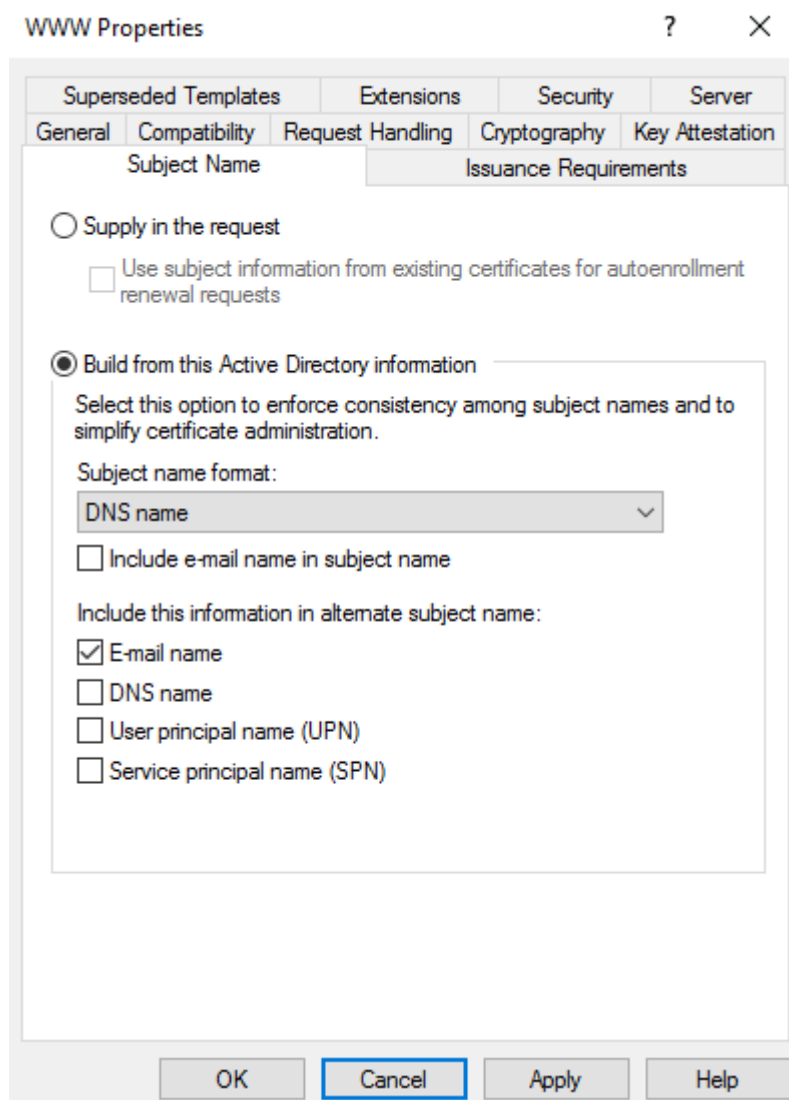 WWW Properties
?
Superseded Templates Extensions Security Server
General Compatibility Request Handling Cryptography Key Attestation
Subject Name Issuance Requirements
Supply in the request
Use subject information from existing certificates for autoenrollment
renewal requests
Build from this Active Directory information
Select this option to enforce consistency among subject names and to
simplify certificate administration.
Subject name format:
DNS name
Include e-mail name in subject name
Include this information in alternate subject name:
E-mail name
DNS name
User principal name (UPN)
Service principal name (SPN)
OK Cancel Apply Help